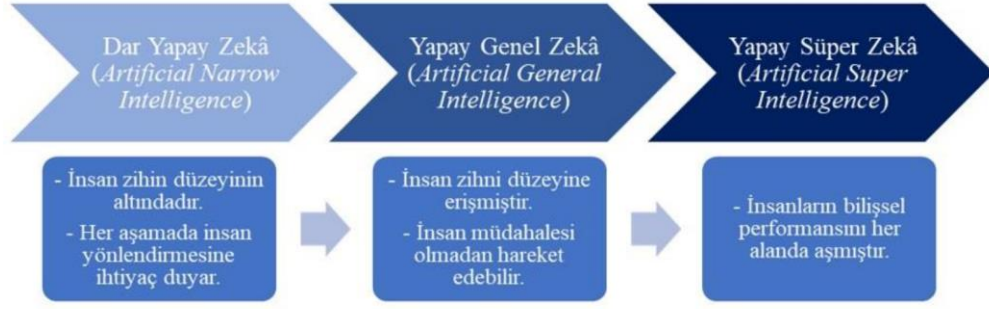 Dar Yapay Zekâ
(Artificial Narrow
Intelligence)
Yapay Genel Zekâ
(Artificial General
Intelligence)
Yapay Süper Zekâ
(Artificial Super
Intelligence)
- İnsan zihin düzeyinin
altındadır.
- Her aşamada insan
yönlendirmesine
ihtiyaç duyar.
- İnsan zihni düzeyine
erişmiştir.
- İnsan müdahalesi
olmadan hareket
edebilir.
- İnsanların bilişsel
performansını her
alanda aşmıştır.